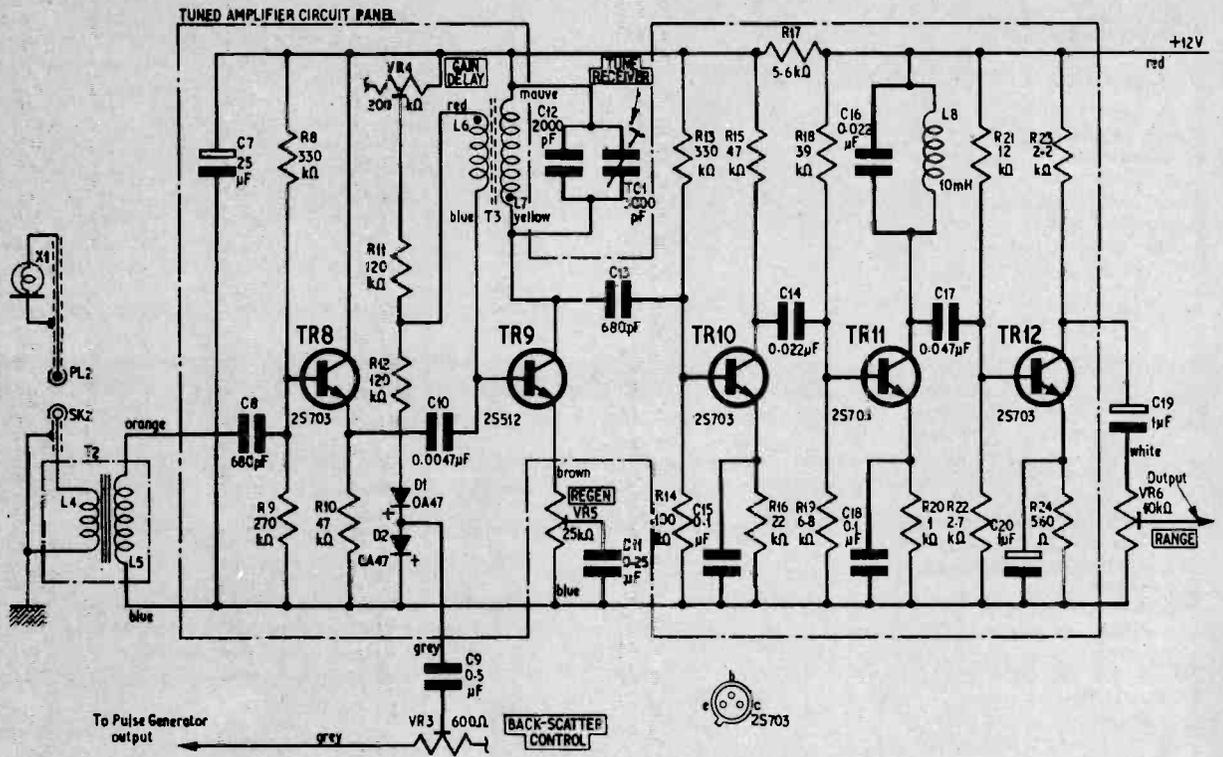 TUNED AMPLIFIER CIRCUIT PANEL
+12V
red
VR4
200 kΩ
GAIN
DELAY
mauve
red
L6
L7
yellow
blue
T3
C12
2000
pF
TUNE
RECEIVER
TC1
pF
R17
5·6kΩ
C7
25
µF
R8
330
kΩ
R11
120
kΩ
R12
120
kΩ
R13
330
kΩ
R15
47
kΩ
R18
39
kΩ
C16
0·022
µF
L8
10mH
R21
12
kΩ
R23
2·2
kΩ
X1
PL2
SK2
T2
L4
L5
orange
blue
C8
680pF
TR8
2S703
C10
0·0047µF
TR9
2S512
C13
680pF
TR10
2S703
C14
0·022µF
TR11
2S703
C17
0·047µF
TR12
2S703
C19
1µF
white
Output
VR6
10kΩ
RANGE
R9
270
kΩ
R10
47
kΩ
D1
OA47
+
D2
OA47
+
brown
REGEN
VR5
25kΩ
C11
0·25
µF
blue
R14
100
kΩ
C15
0·1
µF
R16
22
kΩ
R19
6·8
kΩ
C18
0·1
µF
R20
1
kΩ
R22
2·7
kΩ
C20
1µF
R24
560
Ω
grey
C9
0·5
µF
To Pulse Generator
output
grey
VR3
600Ω
BACK-SCATTER
CONTROL
b
e
c
2S703